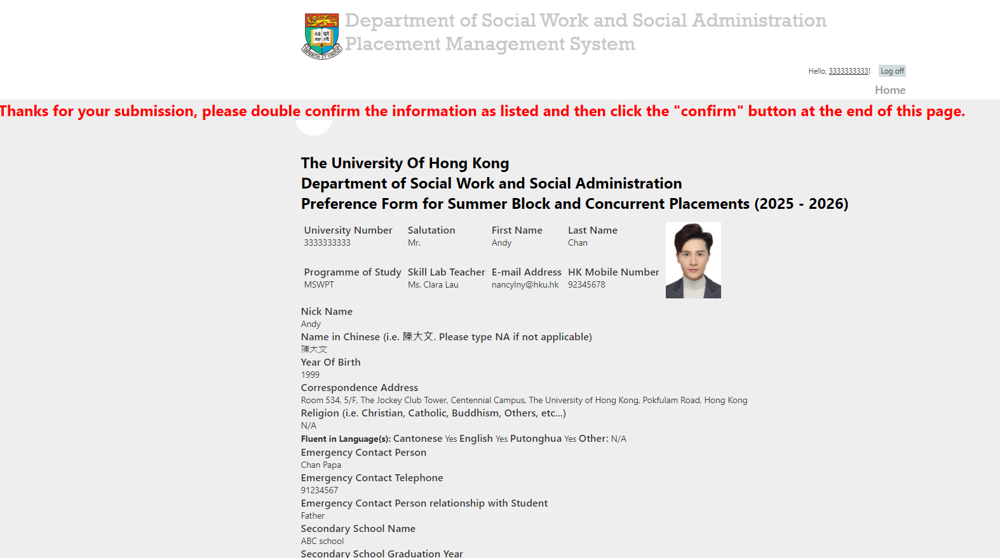 Department of Social Work and Social Administration
Placement Management System
SAPIENTIA·ET·VIRTUS
Hello, 3333333333! Log off
Home
Thanks for your submission, please double confirm the information as listed and then click the "confirm" button at the end of this page.
The University Of Hong Kong
Department of Social Work and Social Administration
Preference Form for Summer Block and Concurrent Placements (2025 - 2026)
University Number Salutation First Name Last Name
3333333333 Mr. Andy Chan
Programme of Study Skill Lab Teacher E-mail Address HK Mobile Number
MSWPT Ms. Clara Lau nancylny@hku.hk 92345678
Nick Name
Andy
Name in Chinese (i.e. 陳大文. Please type NA if not applicable)
陳大文
Year Of Birth
1999
Correspondence Address
Room 534, 5/F, The Jockey Club Tower, Centennial Campus, The University of Hong Kong, Pokfulam Road, Hong Kong
Religion (i.e. Christian, Catholic, Buddhism, Others, etc...)
N/A
Fluent in Language(s): Cantonese Yes English Yes Putonghua Yes Other: N/A
Emergency Contact Person
Chan Papa
Emergency Contact Telephone
91234567
Emergency Contact Person relationship with Student
Father
Secondary School Name
ABC school
Secondary School Graduation Year